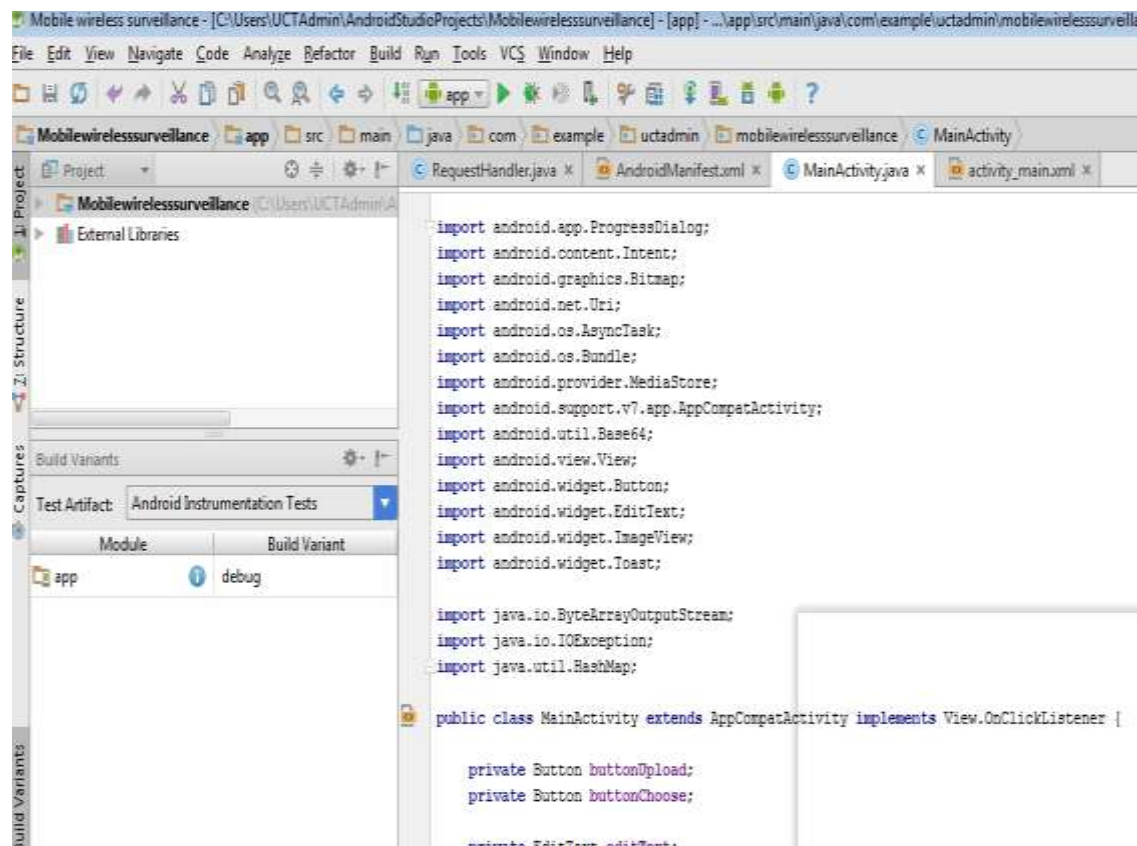 Mobile wireless surveillance - [C:\Users\UCTAdmin\AndroidStudioProjects\Mobilewirelesssurveillance] - [app] - ...\app\src\main\java\com\example\uctadmin\mobilewirelesssurveilla
File Edit View Navigate Code Analyze Refactor Build Run Tools VCS Window Help
app
Mobilewirelesssurveillance app src main java com example uctadmin mobilewirelesssurveillance MainActivity
Project RequestHandler.java AndroidManifest.xml MainActivity.java activity_main.xml
1: Project
Mobilewirelesssurveillance (C:\Users\UCTAdmin\A
External Libraries
import android.app.ProgressDialog;
import android.content.Intent;
import android.graphics.Bitmap;
import android.net.Uri;
import android.os.AsyncTask;
import android.os.Bundle;
import android.provider.MediaStore;
import android.support.v7.app.AppCompatActivity;
import android.util.Base64;
import android.view.View;
import android.widget.Button;
import android.widget.EditText;
import android.widget.ImageView;
import android.widget.Toast;
import java.io.ByteArrayOutputStream;
import java.io.IOException;
import java.util.HashMap;
public class MainActivity extends AppCompatActivity implements View.OnClickListener {
private Button buttonUpload;
private Button buttonChoose;
private EditText editText;
7: Structure
Captures
Build Variants
Build Variants
Test Artifact: Android Instrumentation Tests
Module Build Variant
app debug